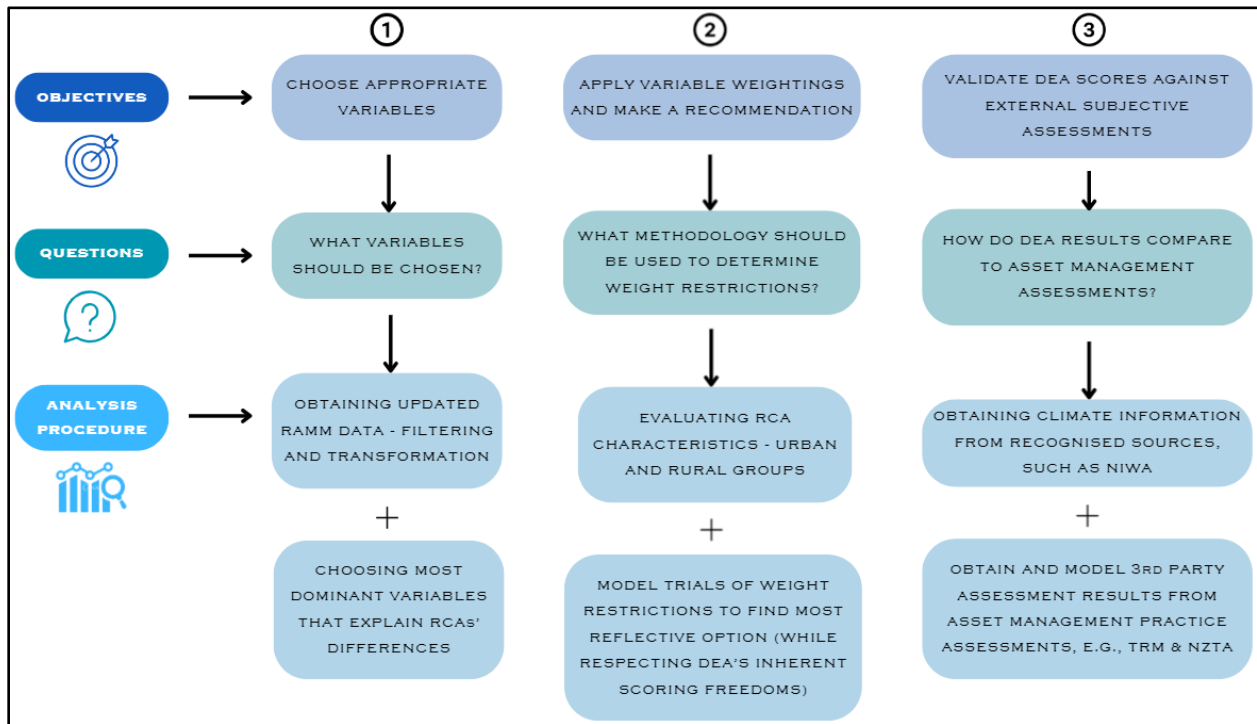 1
2
3
OBJECTIVES
CHOOSE APPROPRIATE
VARIABLES
APPLY VARIABLE WEIGHTINGS
AND MAKE A RECOMMENDATION
VALIDATE DEA SCORES AGAINST
EXTERNAL SUBJECTIVE
ASSESSMENTS
QUESTIONS
?
WHAT VARIABLES
SHOULD BE CHOSEN?
WHAT METHODOLOGY SHOULD
BE USED TO DETERMINE
WEIGHT RESTRICTIONS?
HOW DO DEA RESULTS COMPARE
TO ASSET MANAGEMENT
ASSESSMENTS?
ANALYSIS
PROCEDURE
OBTAINING UPDATED
RAMM DATA - FILTERING
AND TRANSFORMATION
EVALUATING RCA
CHARACTERISTICS - URBAN
AND RURAL GROUPS
OBTAINING CLIMATE INFORMATION
FROM RECOGNISED SOURCES,
SUCH AS NIWA
+
+
+
CHOOSING MOST
DOMINANT VARIABLES
THAT EXPLAIN RCAs'
DIFFERENCES
MODEL TRIALS OF WEIGHT
RESTRICTIONS TO FIND MOST
REFLECTIVE OPTION (WHILE
RESPECTING DEA'S INHERENT
SCORING FREEDOMS)
OBTAIN AND MODEL 3RD PARTY
ASSESSMENT RESULTS FROM
ASSET MANAGEMENT PRACTICE
ASSESSMENTS, E.G., TRM & NZTA